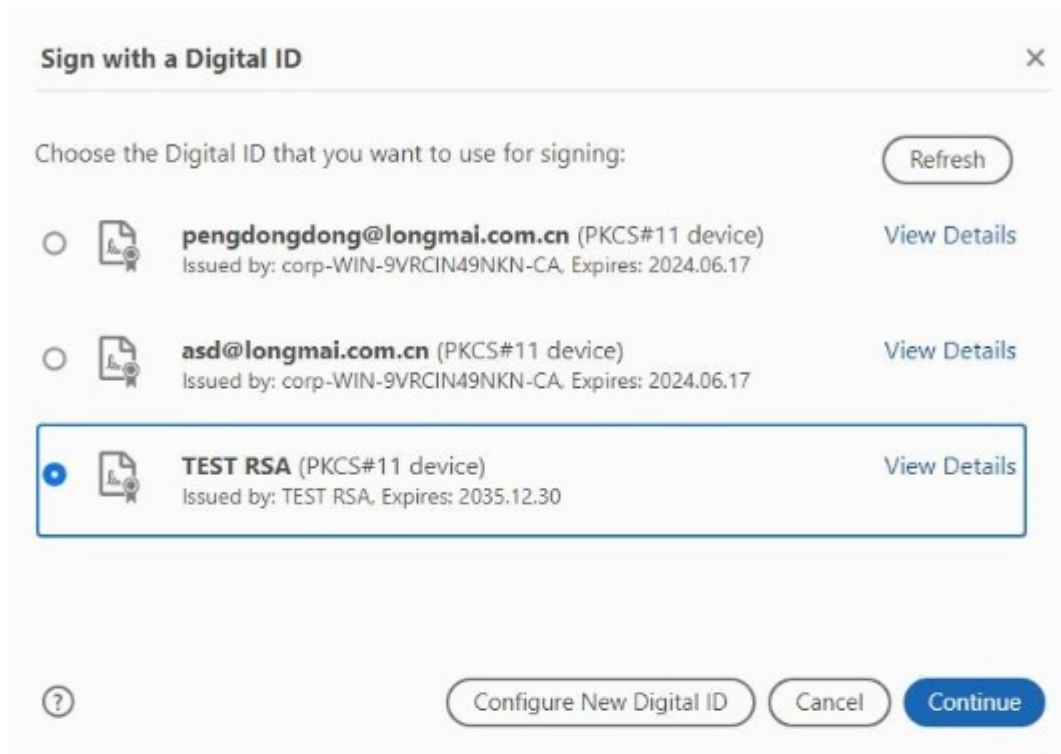 Sign with a Digital ID
Choose the Digital ID that you want to use for signing:
Refresh
pengdongdong@longmai.com.cn (PKCS#11 device)
View Details
Issued by: corp-WIN-9VRCIN49NKN-CA, Expires: 2024.06.17
asd@longmai.com.cn (PKCS#11 device)
View Details
Issued by: corp-WIN-9VRCIN49NKN-CA, Expires: 2024.06.17
TEST RSA (PKCS#11 device)
View Details
Issued by: TEST RSA, Expires: 2035.12.30
?
Configure New Digital ID
Cancel
Continue